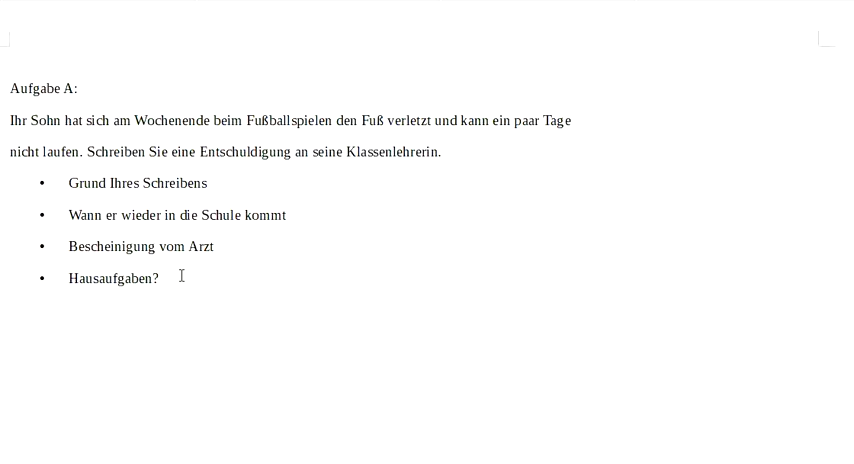 Aufgabe A:
Ihr Sohn hat sich am Wochenende beim Fußballspielen den Fuß verletzt und kann ein paar Tage
nicht laufen. Schreiben Sie eine Entschuldigung an seine Klassenlehrerin.
• Grund Ihres Schreibens
• Wann er wieder in die Schule kommt
• Bescheinigung vom Arzt
• Hausaufgaben?